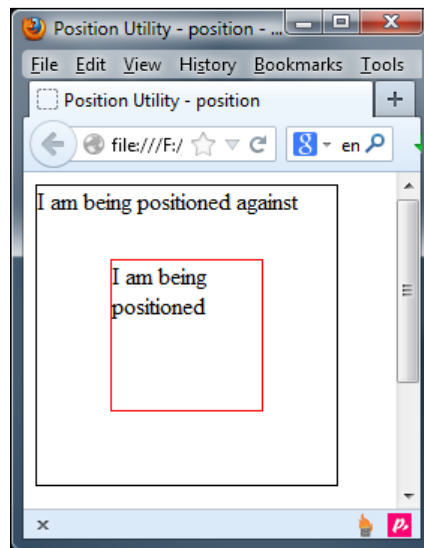 Position Utility - position - ...
File Edit View History Bookmarks Tools
Position Utility - position +
file:///F:/ 8 en
I am being positioned against
I am being
positioned
x p.